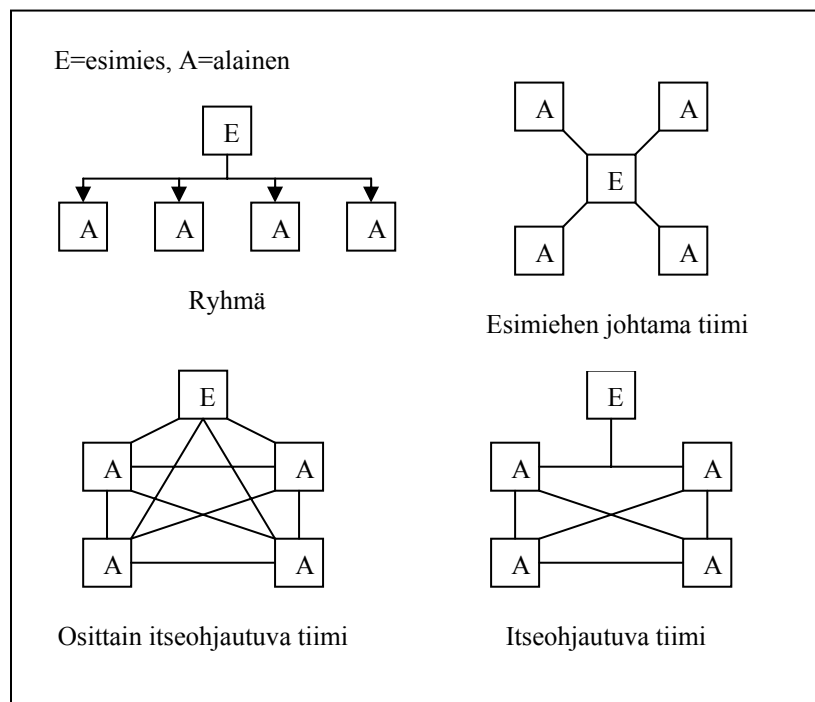 E=esimies, A=alainen
E
A A A A
Ryhmä
A A
E
A A
Esimiehen johtama tiimi
E
A A
A A
Osittain itseohjautuva tiimi
E
A A
A A
Itseohjautuva tiimi